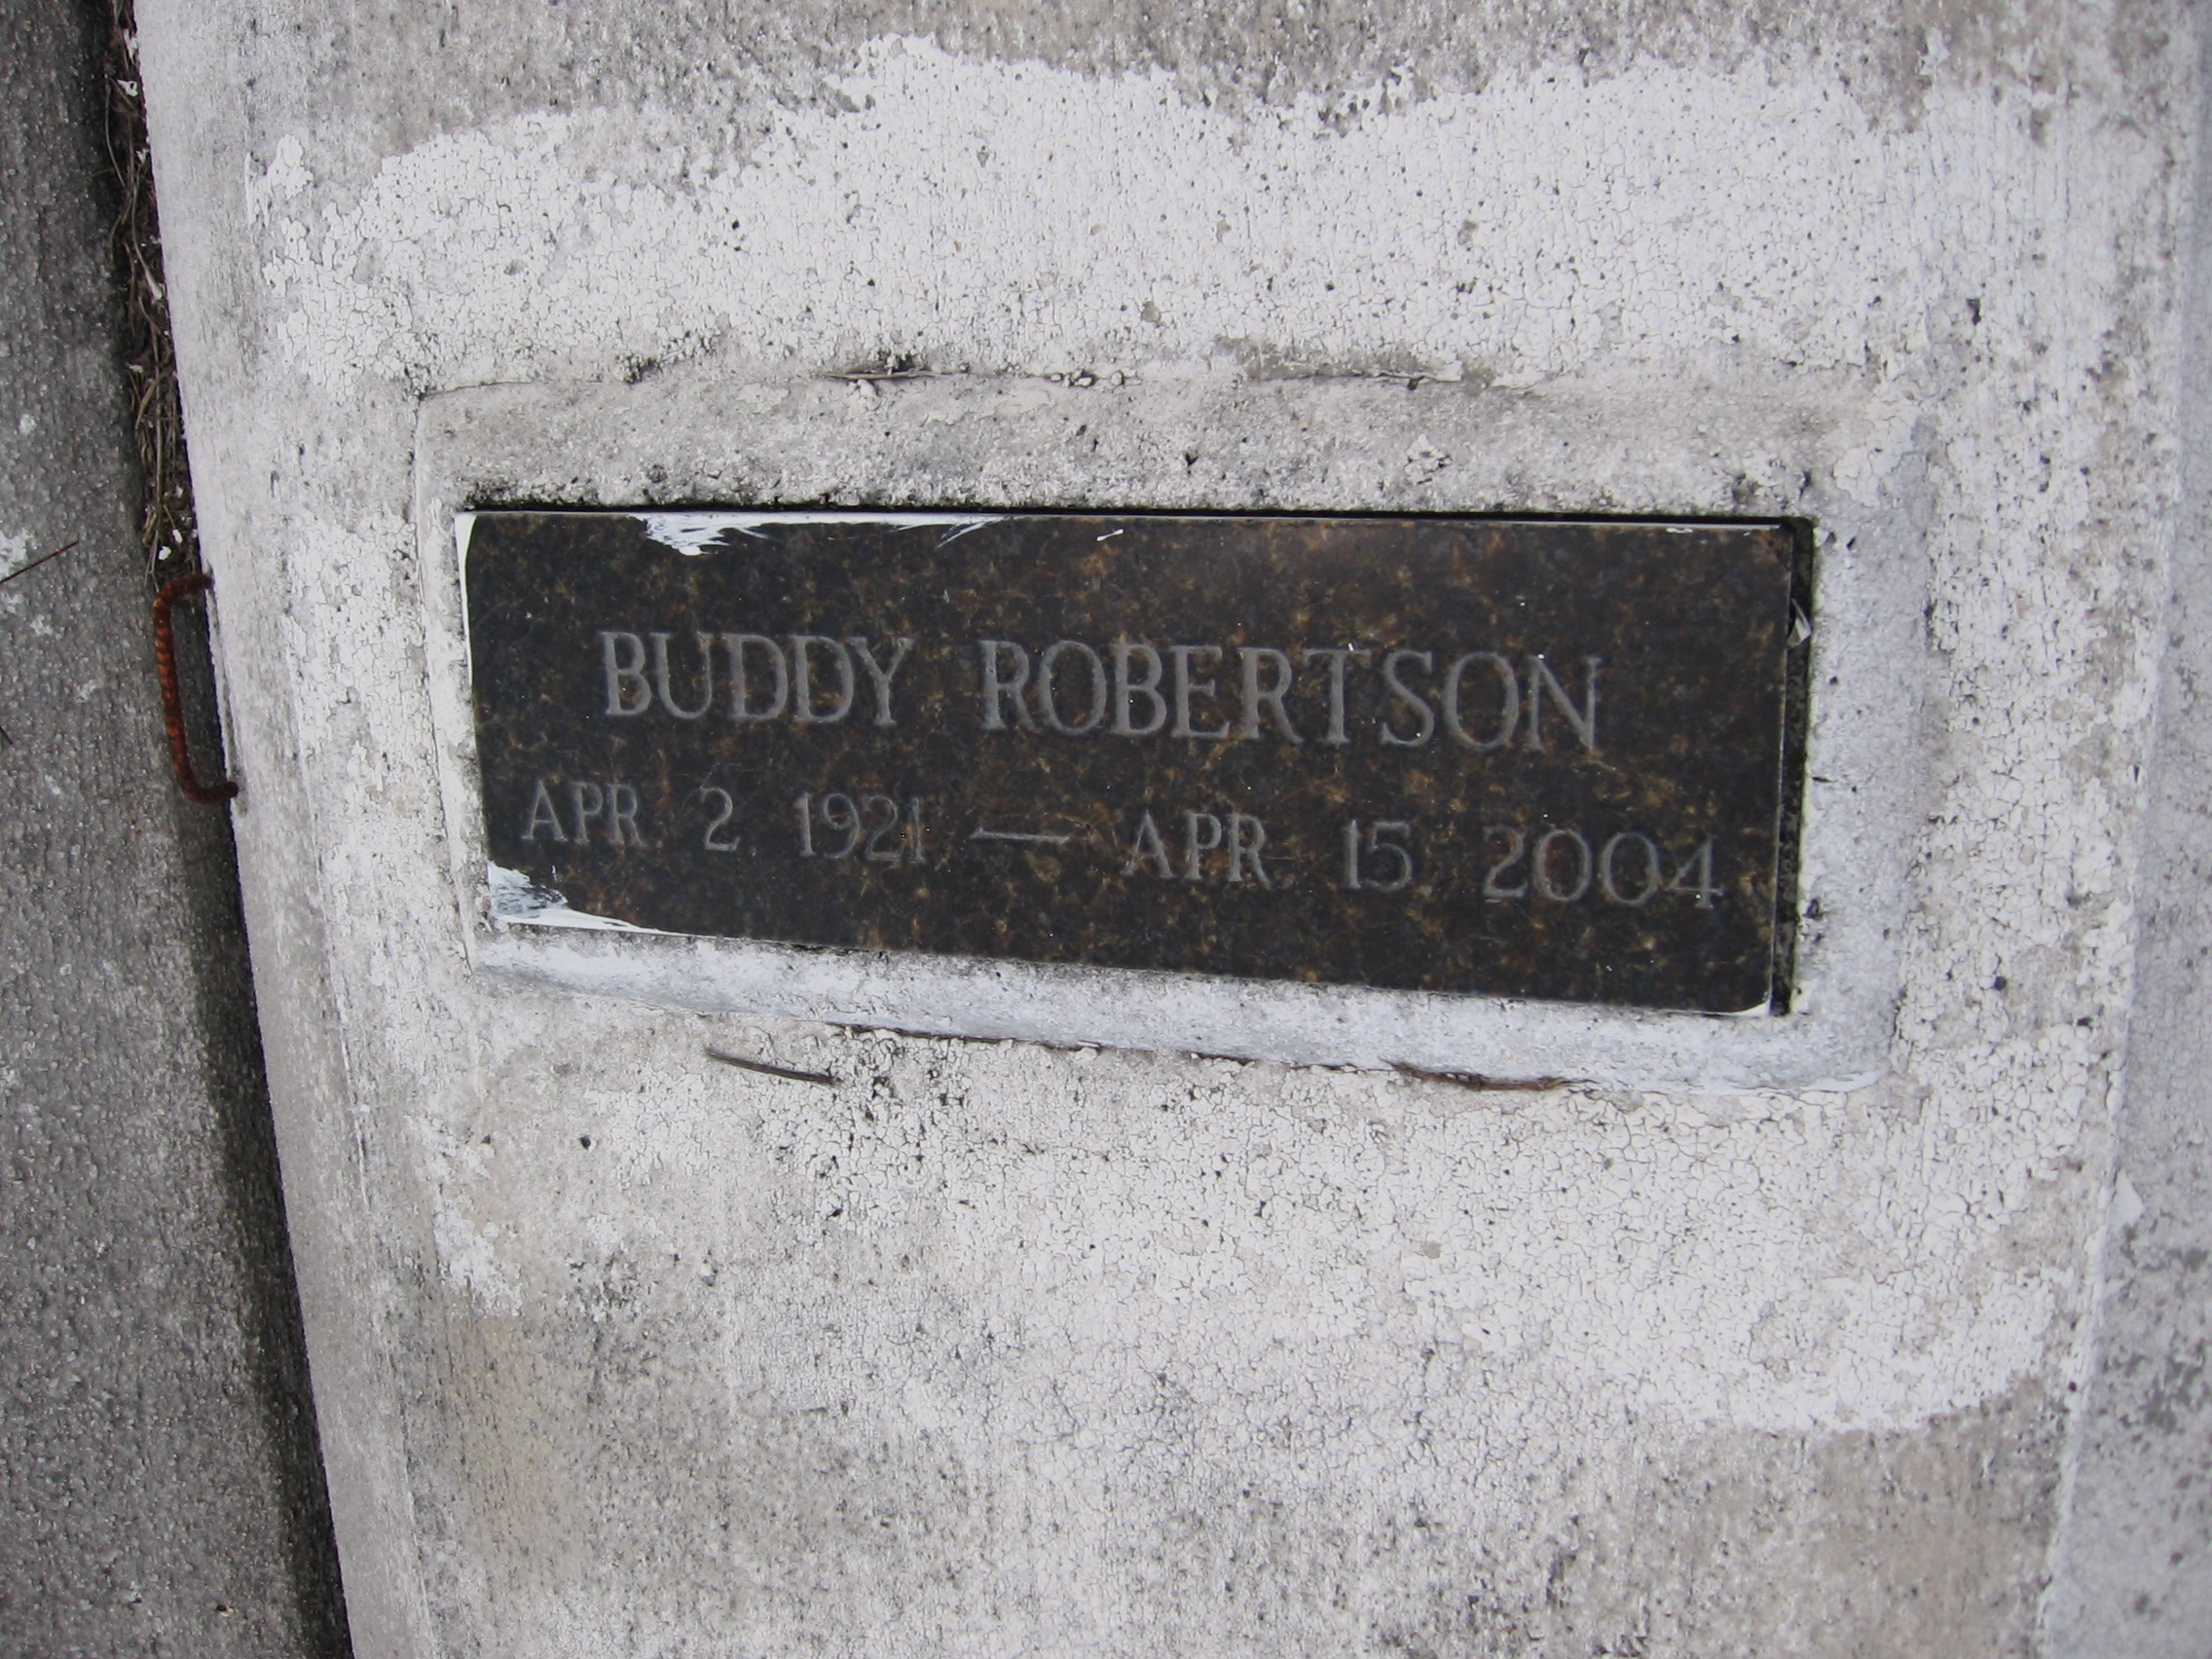 BUDDY ROBERTSON
APR. 2, 1921 — APR. 15, 2004